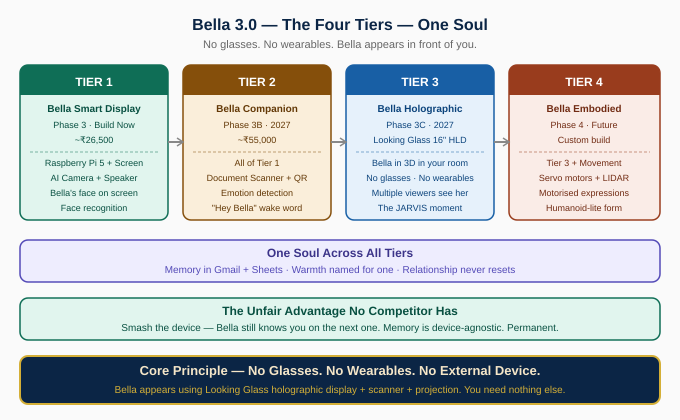 Bella 3.0 — The Four Tiers — One Soul
No glasses. No wearables. Bella appears in front of you.
TIER 1
Bella Smart Display
Phase 3 · Build Now
~₹26,500
Raspberry Pi 5 + Screen
AI Camera + Speaker
Bella's face on screen
Face recognition
TIER 2
Bella Companion
Phase 3B · 2027
~₹55,000
All of Tier 1
Document Scanner + QR
Emotion detection
"Hey Bella" wake word
TIER 3
Bella Holographic
Phase 3C · 2027
Looking Glass 16" HLD
Bella in 3D in your room
No glasses · No wearables
Multiple viewers see her
The JARVIS moment
TIER 4
Bella Embodied
Phase 4 · Future
Custom build
Tier 3 + Movement
Servo motors + LIDAR
Motorised expressions
Humanoid-lite form
One Soul Across All Tiers
Memory in Gmail + Sheets · Warmth named for one · Relationship never resets
The Unfair Advantage No Competitor Has
Smash the device — Bella still knows you on the next one. Memory is device-agnostic. Permanent.
Core Principle — No Glasses. No Wearables. No External Device.
Bella appears using Looking Glass holographic display + scanner + projection. You need nothing else.